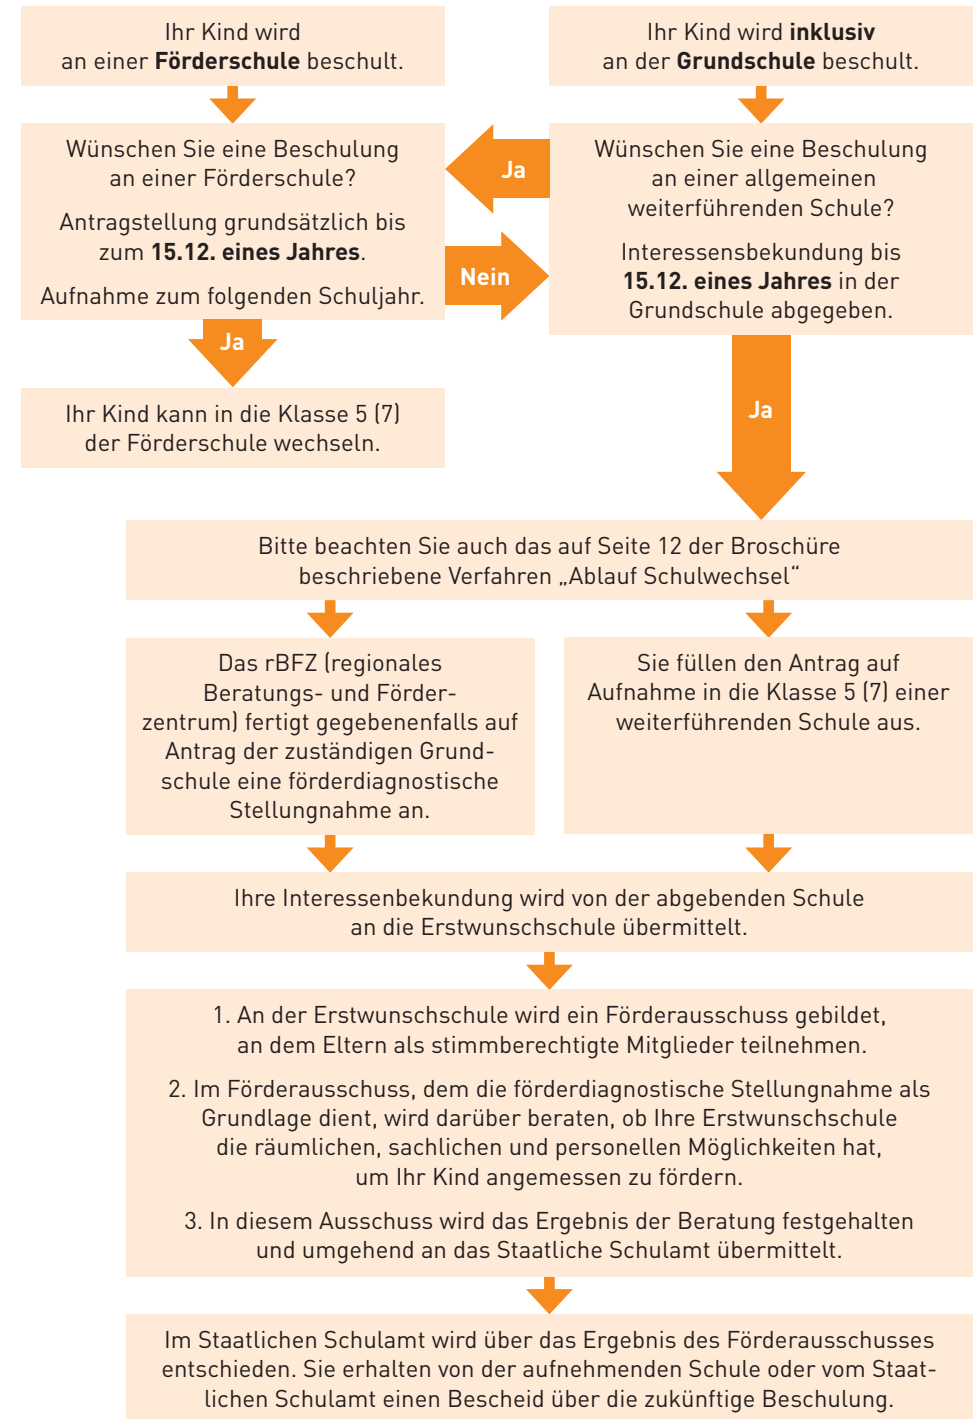 Ihr Kind wird
an einer Förderschule beschult.
Ihr Kind wird inklusiv
an der Grundschule beschult.
Wünschen Sie eine Beschulung
an einer Förderschule?
Antragstellung grundsätzlich bis
zum 15.12. eines Jahres.
Aufnahme zum folgenden Schuljahr.
Ja
Nein
Wünschen Sie eine Beschulung
an einer allgemeinen
weiterführenden Schule?
Interessensbekundung bis
15.12. eines Jahres in der
Grundschule abgegeben.
Ja
Ihr Kind kann in die Klasse 5 (7)
der Förderschule wechseln.
Ja
Bitte beachten Sie auch das auf Seite 12 der Broschüre
beschriebene Verfahren „Ablauf Schulwechsel“
Das rBFZ (regionales
Beratungs- und Förder-
zentrum) fertigt gegebenenfalls auf
Antrag der zuständigen Grund-
schule eine förderdiagnostische
Stellungnahme an.
Sie füllen den Antrag auf
Aufnahme in die Klasse 5 (7) einer
weiterführenden Schule aus.
Ihre Interessenbekundung wird von der abgebenden Schule
an die Erstwunschschule übermittelt.
1. An der Erstwunschschule wird ein Förderausschuss gebildet,
an dem Eltern als stimmberechtigte Mitglieder teilnehmen.
2. Im Förderausschuss, dem die förderdiagnostische Stellungnahme als
Grundlage dient, wird darüber beraten, ob Ihre Erstwunschschule
die räumlichen, sachlichen und personellen Möglichkeiten hat,
um Ihr Kind angemessen zu fördern.
3. In diesem Ausschuss wird das Ergebnis der Beratung festgehalten
und umgehend an das Staatliche Schulamt übermittelt.
Im Staatlichen Schulamt wird über das Ergebnis des Förderausschusses
entschieden. Sie erhalten von der aufnehmenden Schule oder vom Staat-
lichen Schulamt einen Bescheid über die zukünftige Beschulung.